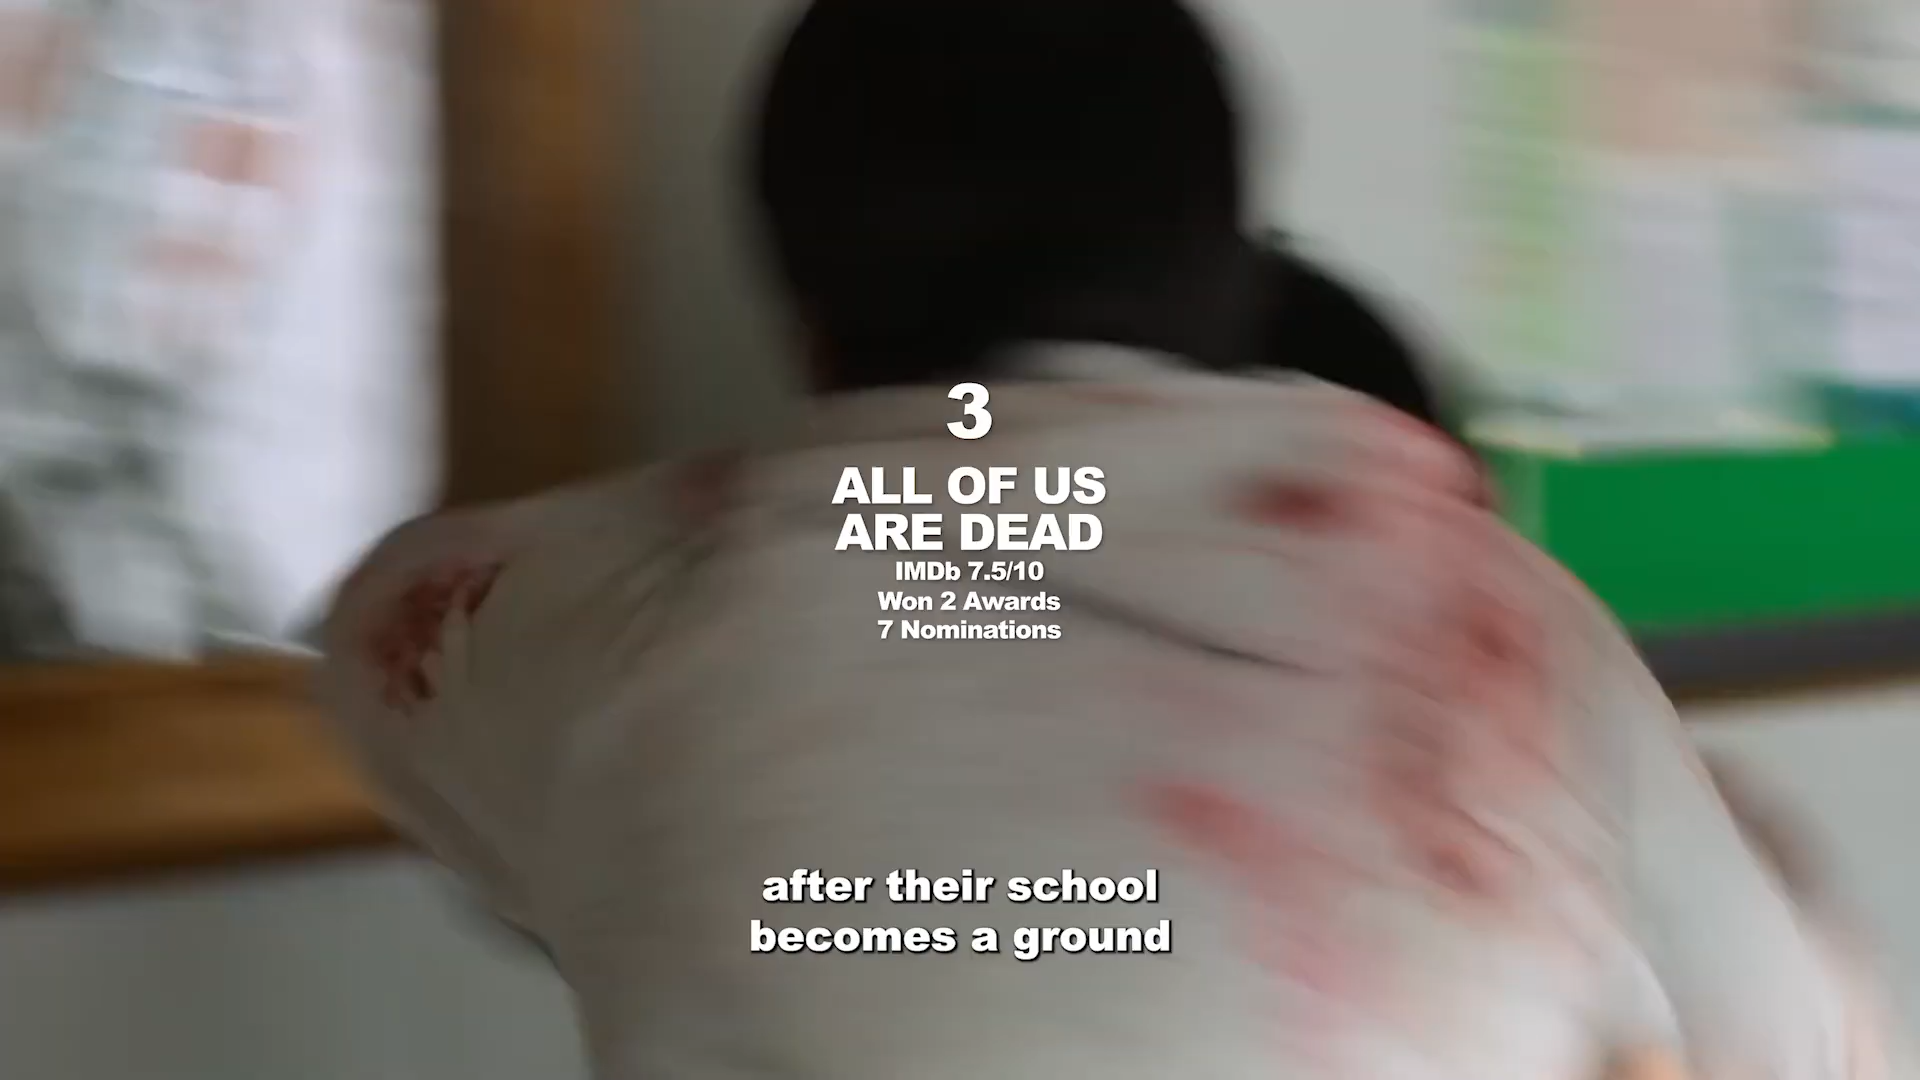 3
ALL OF US
ARE DEAD
IMDb 7.5/10
Won 2 Awards
7 Nominations
after their school
becomes a ground